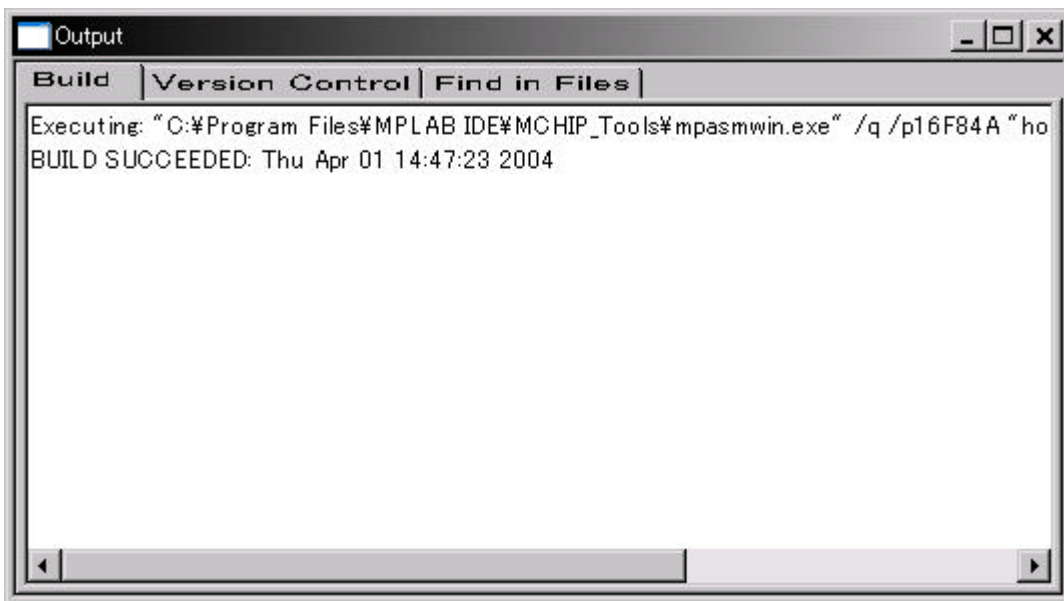 Output
Build Version Control Find in Files
Executing: "C:¥Program Files¥MPLAB IDE¥MCHIP_Tools¥mpasmwin.exe" /q /p16F84A "ho
BUILD SUCCEEDED: Thu Apr 01 14:47:23 2004